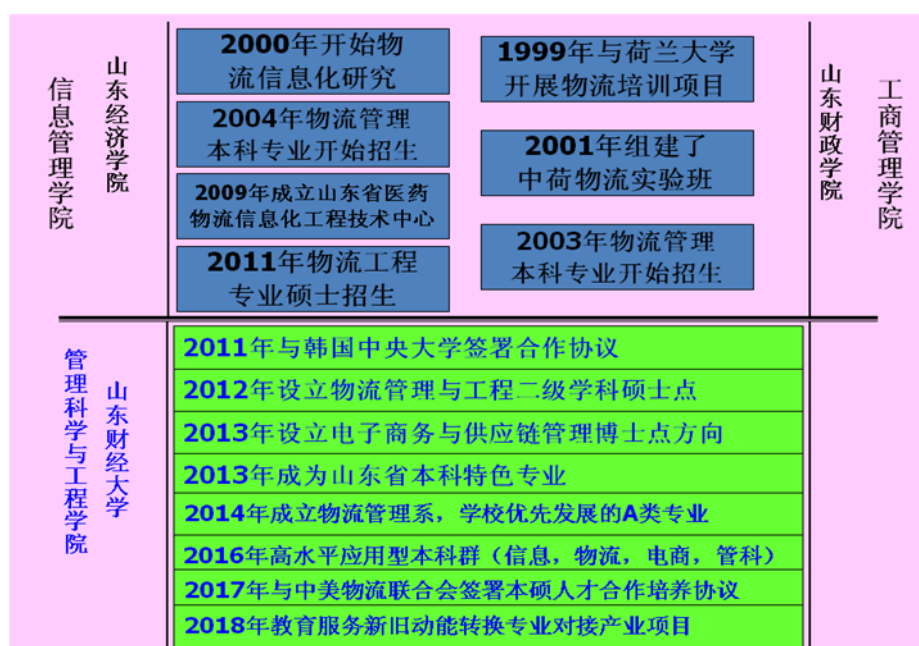 信息管理学院
山东经济学院
2000年开始物
流信息化研究
2004年物流管理
本科专业开始招生
2009年成立山东省医药
物流信息化工程技术中心
2011年物流工程
专业硕士招生
1999年与荷兰大学
开展物流培训项目
2001年组建了
中荷物流实验班
2003年物流管理
本科专业开始招生
山东财政学院
工商管理学院
管理科学与工程学院
山东财经大学
2011年与韩国中央大学签署合作协议
2012年设立物流管理与工程二级学科硕士点
2013年设立电子商务与供应链管理博士点方向
2013年成为山东省本科特色专业
2014年成立物流管理系，学校优先发展的A类专业
2016年高水平应用型本科群（信息，物流，电商，管科）
2017年与中美物流联合会签署本硕人才合作培养协议
2018年教育服务新旧动能转换专业对接产业项目